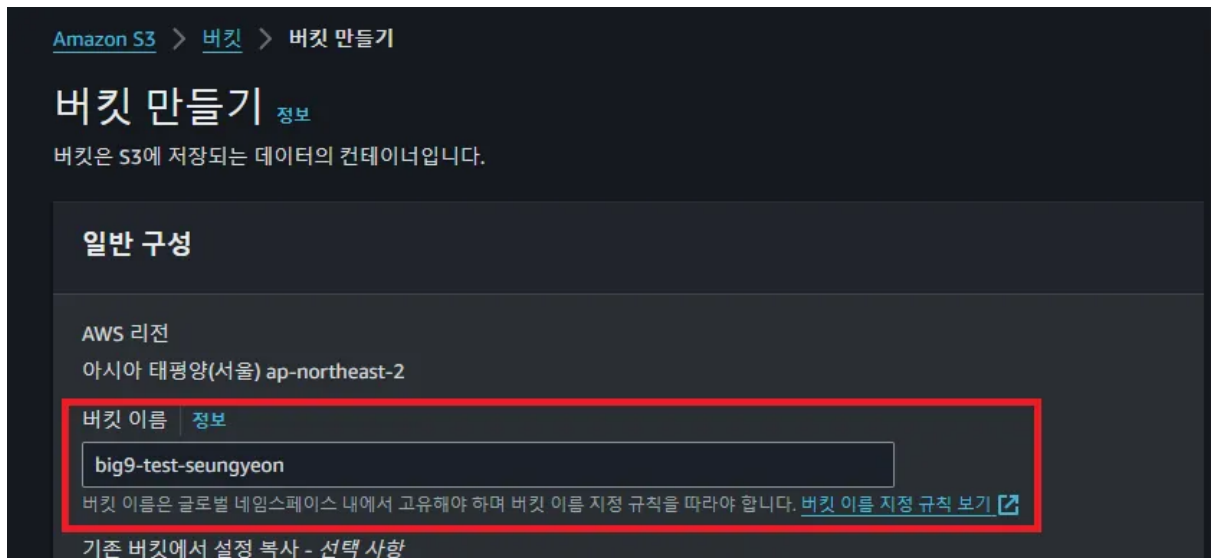 Amazon S3 > 버킷 > 버킷 만들기
버킷 만들기 정보
버킷은 S3에 저장되는 데이터의 컨테이너입니다.
일반 구성
AWS 리전
아시아 태평양(서울) ap-northeast-2
버킷 이름 정보
big9-test-seungyeon
버킷 이름은 글로벌 네임스페이스 내에서 고유해야 하며 버킷 이름 지정 규칙을 따라야 합니다. 버킷 이름 지정 규칙 보기
기존 버킷에서 설정 복사 - 선택 사항